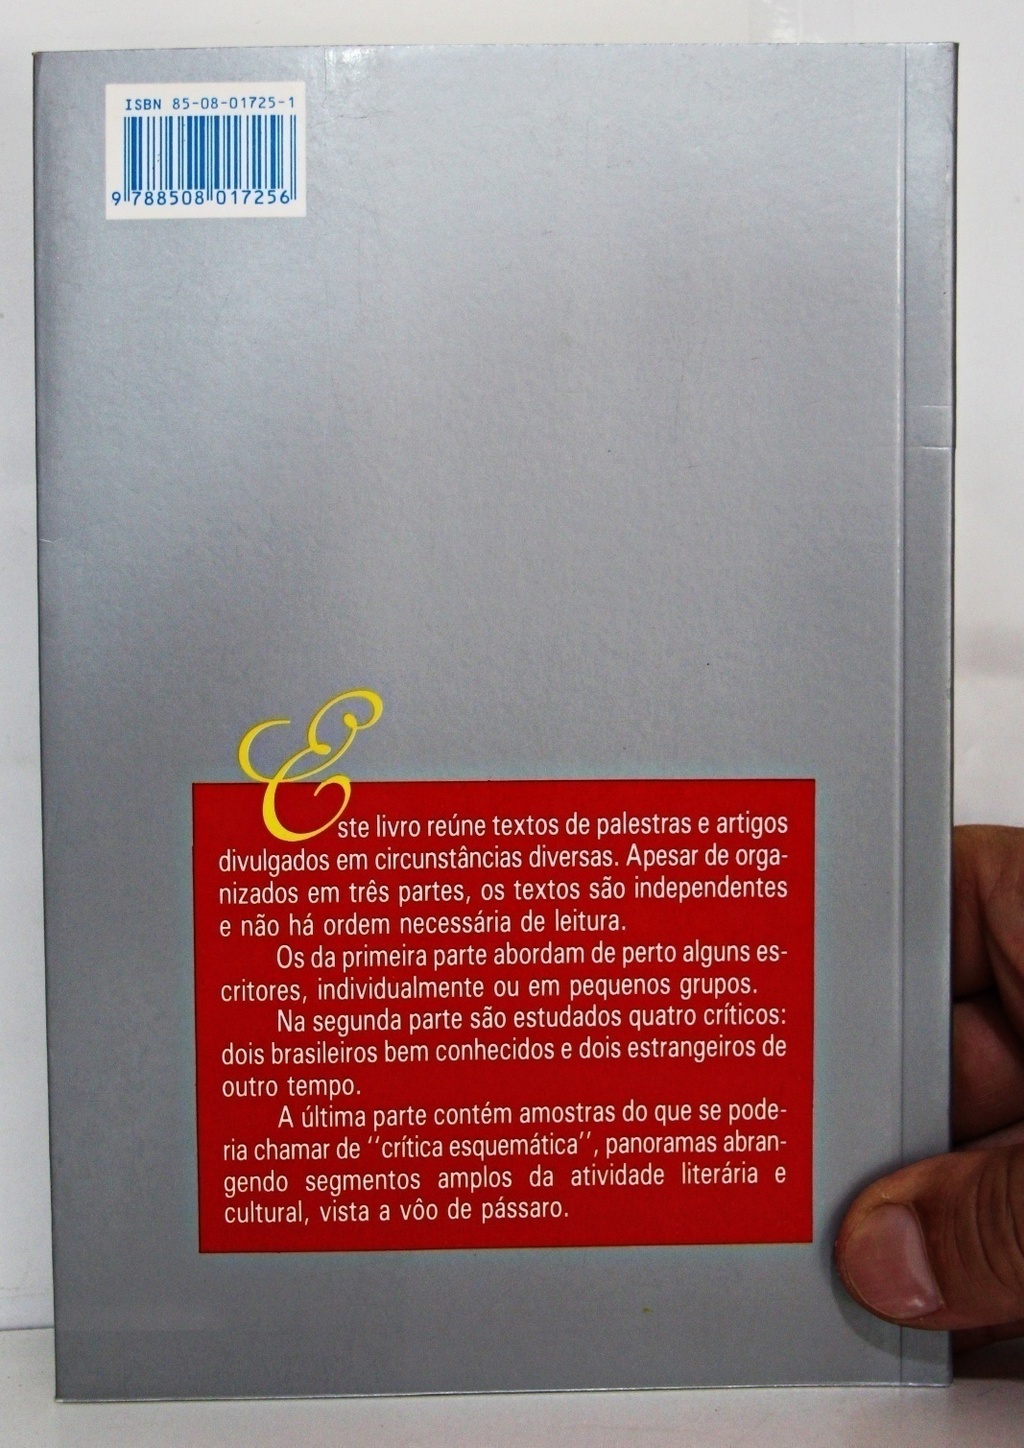 ISBN 85-08-01725-1
9 788508 017256
Este livro reúne textos de palestras e artigos
divulgados em circunstâncias diversas. Apesar de orga-
nizados em três partes, os textos são independentes
e não há ordem necessária de leitura.
Os da primeira parte abordam de perto alguns es-
critores, individualmente ou em pequenos grupos.
Na segunda parte são estudados quatro críticos:
dois brasileiros bem conhecidos e dois estrangeiros de
outro tempo.
A última parte contém amostras do que se pode-
ria chamar de ''crítica esquemática'', panoramas abran-
gendo segmentos amplos da atividade literária e
cultural, vista a vôo de pássaro.